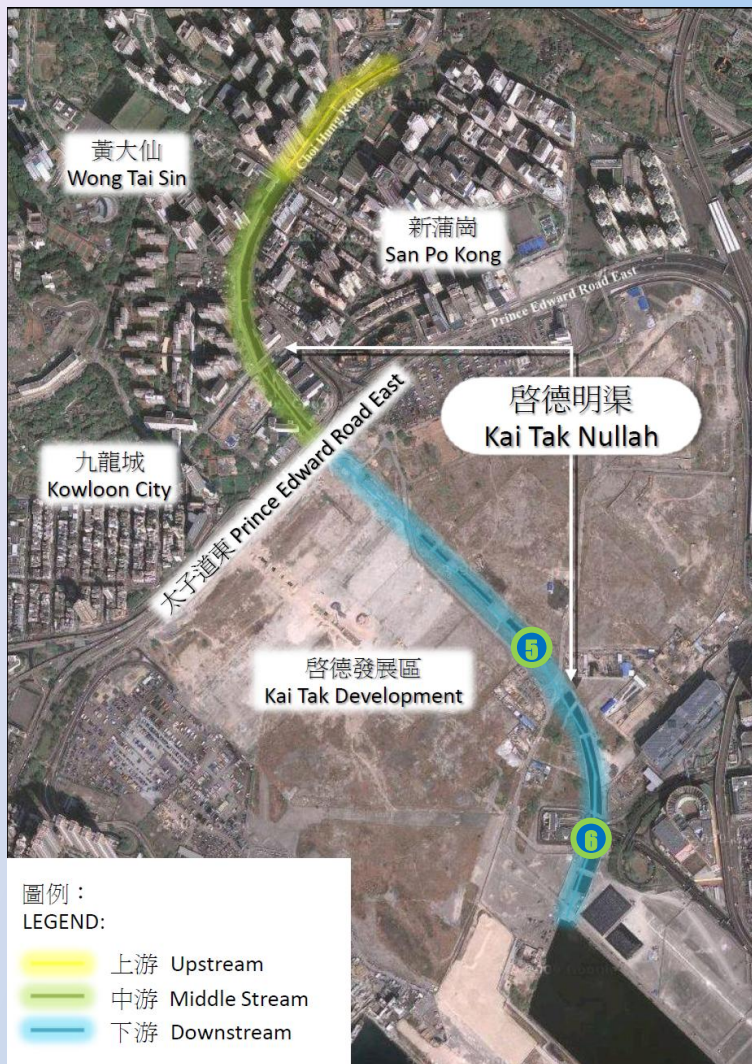 Choi Hung Road
黃大仙
Wong Tai Sin
新蒲崗
San Po Kong
Prince Edward Road East
啓德明渠
Kai Tak Nullah
九龍城
Kowloon City
太子道東 Prince Edward Road East
5
啓德發展區
Kai Tak Development
6
圖例：
LEGEND:
上游 Upstream
中游 Middle Stream
下游 Downstream